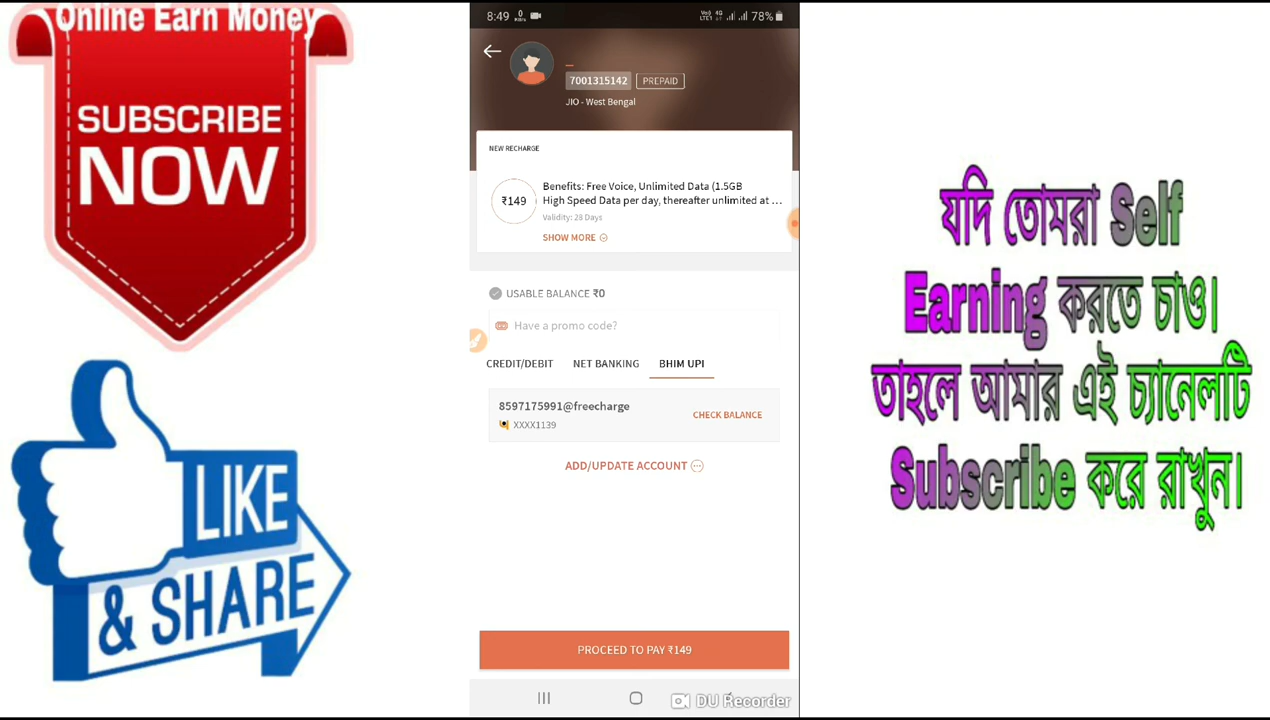 Online Earn Money
SUBSCRIBE
NOW
LIKE
& SHARE
8:49
0
78%
7001315142
PREPAID
JIO - West Bengal
NEW RECHARGE
₹149
Benefits: Free Voice, Unlimited Data (1.5GB
High Speed Data per day, thereafter unlimited at ...
Validity: 28 Days
SHOW MORE
USABLE BALANCE ₹0
Have a promo code?
CREDIT/DEBIT NET BANKING BHIM UPI
8597175991@freecharge
XXXX1139
CHECK BALANCE
ADD/UPDATE ACCOUNT
PROCEED TO PAY ₹149
DU Recorder
যদি তোমরা Self
Earning করতে চাও।
তাহলে আমার এই চ্যানেলটি
Subscribe করে রাখুন।